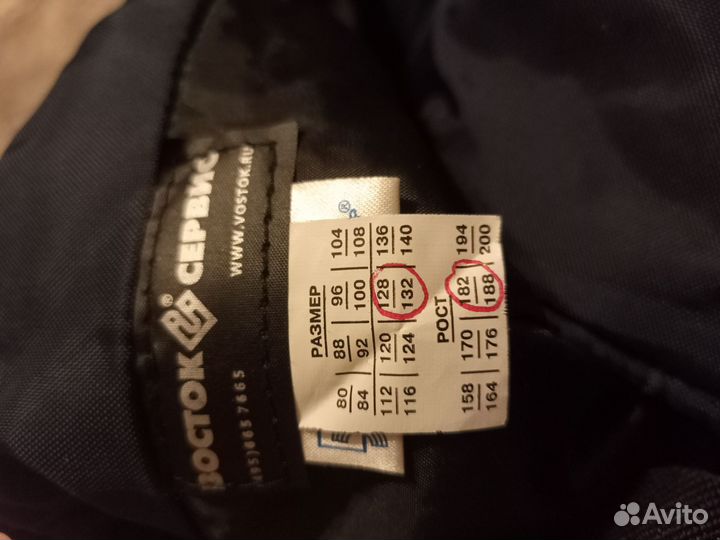 ВОСТОК ® СЕРВИС
WWW.VOSTOK.RU
7665
®
РАЗМЕР
80 88 96 104
84 92 100 108
112 120 128 136
116 124 132 140
РОСТ
158 170 182 194
164 176 188 200
Avito